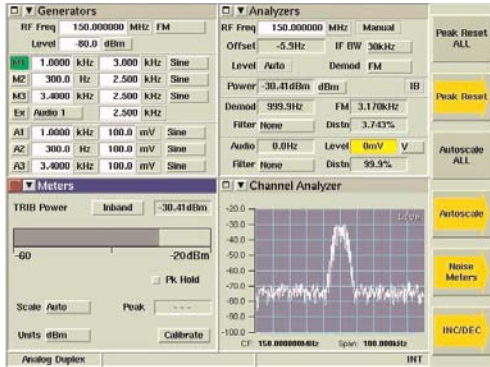 Generators
RF Freq 150.000000 MHz FM
Level -80.0 dBm
M1 1.0000 kHz 3.000 kHz Sine
M2 300.0 Hz 2.500 kHz Sine
M3 3.4000 kHz 2.500 kHz Sine
Ex Audio 1 2.500 kHz
A1 1.0000 kHz 100.0 mV Sine
A2 300.0 Hz 100.0 mV Sine
A3 3.4000 kHz 100.0 mV Sine
Analyzers
RF Freq 150.000000 MHz Manual
Offset -5.9Hz IF BW 30kHz
Level Auto Demod FM
Power -30.41dBm dBm IB
Demod 999.9Hz FM 3.170kHz
Filter None Distn 3.743%
Audio 0.0Hz Level 0mV V
Filter None Distn 99.9%
Meters
TRIB Power Inband -30.41dBm
-60 -20dBm
Pk Hold
Scale Auto Peak ---
Units dBm Calibrate
Channel Analyzer
Live
-20.0
-40.0
-50.0
-60.0
-70.0
-80.0
-90.0
-100.0
CF: 150.000000MHz Span: 100.000kHz
Peak Reset
ALL
Peak Reset
Autoscale
ALL
Autoscale
Noise
Meters
INC/DEC
Analog Duplex INT